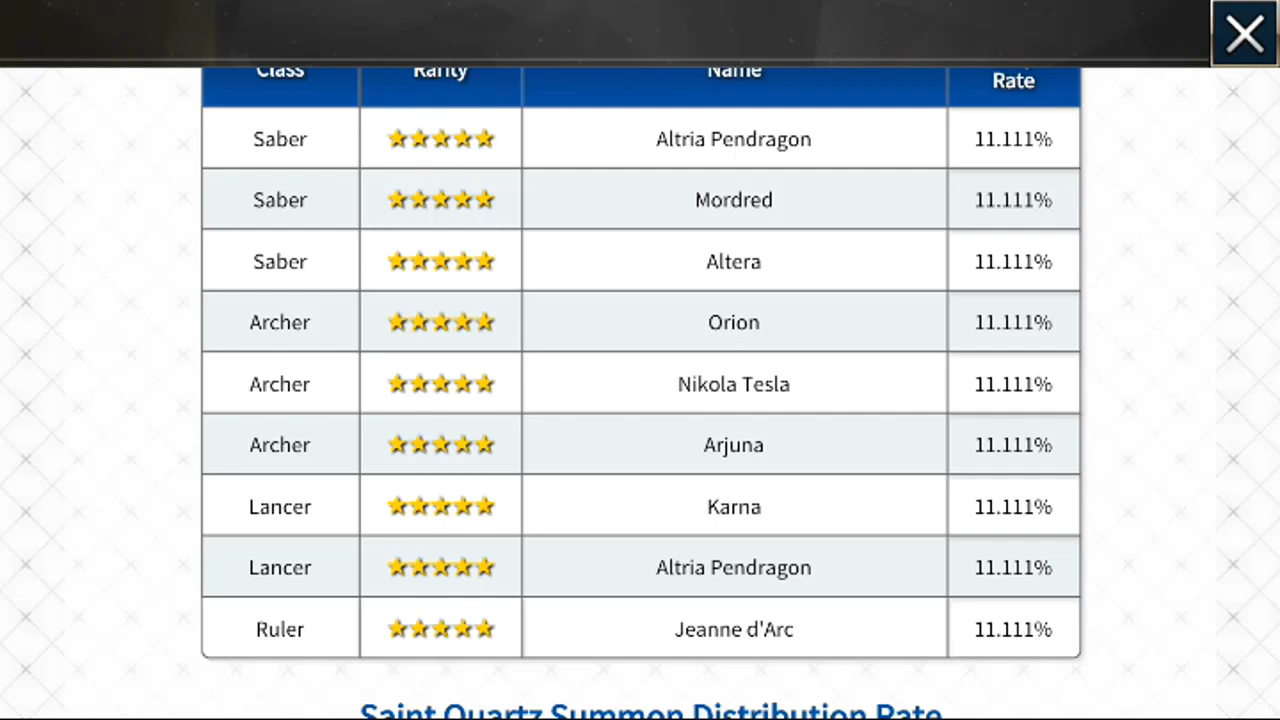 Class Rarity Name Rate
Saber ★★★★★ Altria Pendragon 11.111%
Saber ★★★★★ Mordred 11.111%
Saber ★★★★★ Altera 11.111%
Archer ★★★★★ Orion 11.111%
Archer ★★★★★ Nikola Tesla 11.111%
Archer ★★★★★ Arjuna 11.111%
Lancer ★★★★★ Karna 11.111%
Lancer ★★★★★ Altria Pendragon 11.111%
Ruler ★★★★★ Jeanne d'Arc 11.111%
Saint Quartz Summon Distribution Rate